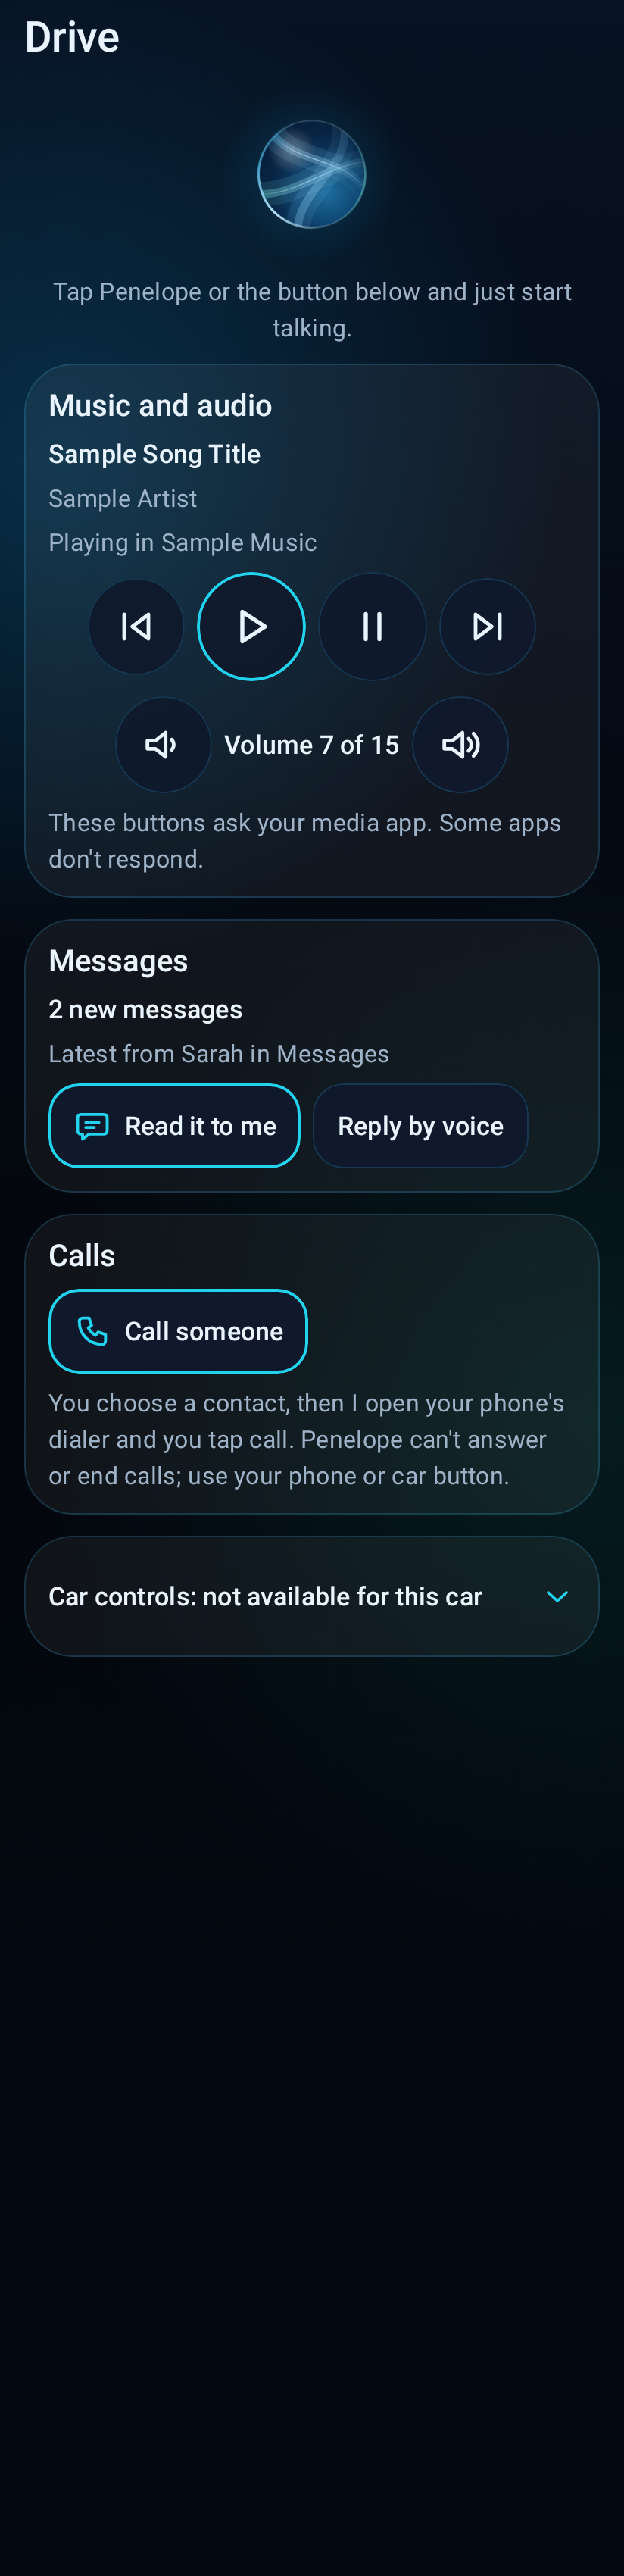 Drive
Tap Penelope or the button below and just start
talking.
Music and audio
Sample Song Title
Sample Artist
Playing in Sample Music
Volume 7 of 15
These buttons ask your media app. Some apps
don't respond.
Messages
2 new messages
Latest from Sarah in Messages
Read it to me
Reply by voice
Calls
Call someone
You choose a contact, then I open your phone's
dialer and you tap call. Penelope can't answer
or end calls; use your phone or car button.
Car controls: not available for this car